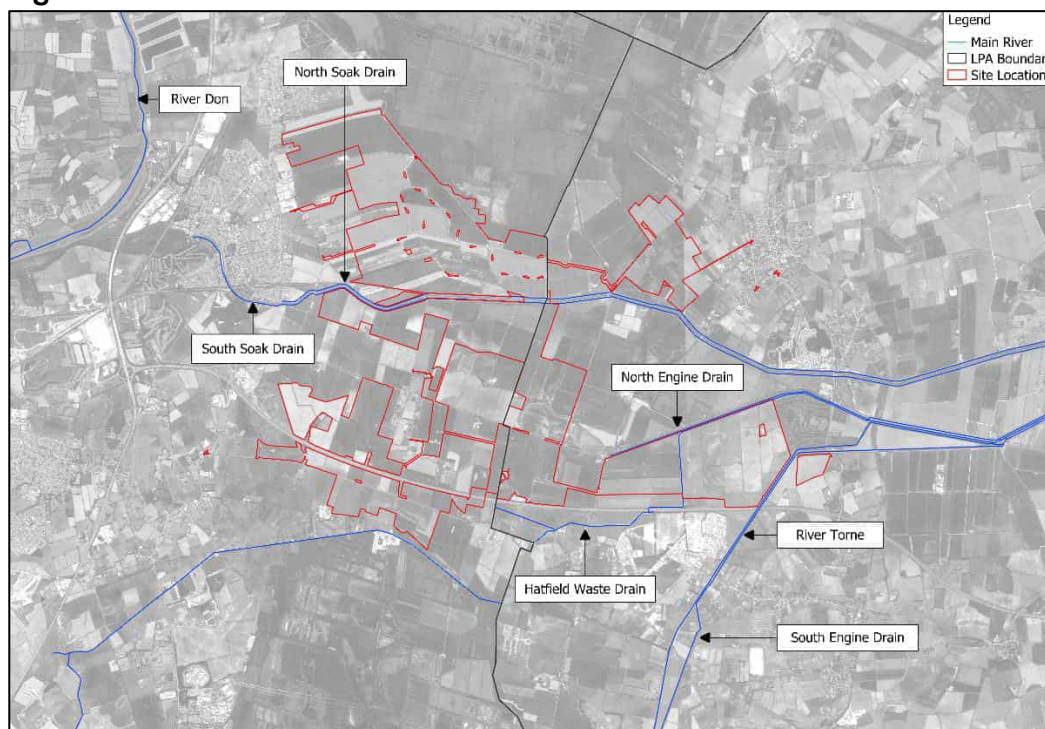 Legend
Main River
LPA Boundar
Site Location
North Soak Drain
River Don
South Soak Drain
North Engine Drain
River Torne
Hatfield Waste Drain
South Engine Drain